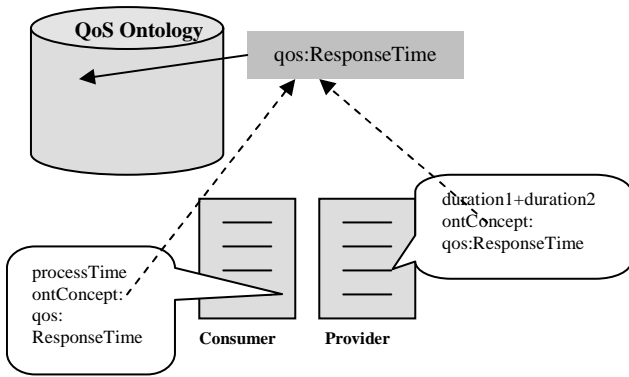 QoS Ontology
qos:ResponseTime
duration1+duration2
ontConcept:
qos:ResponseTime
processTime
ontConcept:
qos:
ResponseTime
Consumer
Provider